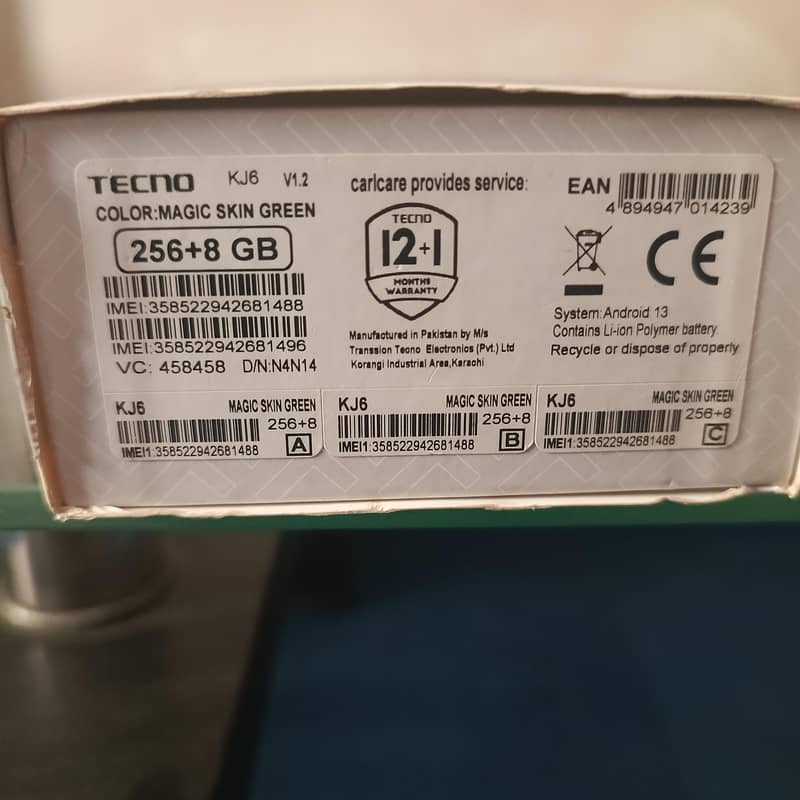 TECNO KJ6 V1.2
COLOR:MAGIC SKIN GREEN
256+8 GB
IMEI:358522942681488
IMEI:358522942681496
VC: 458458 D/N:N4N14
carlcare provides service:
TECNO
12+1
MONTHS
WARRANTY
Manufactured in Pakistan by M/s
Transsion Tecno Electronics (Pvt.) Ltd
Korangi Industrial Area,Karachi
EAN
4 894947 014239
CE
System: Android 13
Contains Li-ion Polymer battery.
Recycle or dispose of properly
KJ6 MAGIC SKIN GREEN
256+8
IMEI1:358522942681488 A
KJ6 MAGIC SKIN GREEN
256+8
IMEI1:358522942681488 B
KJ6 MAGIC SKIN GREEN
256+8
IMEI1:358522942681488 C